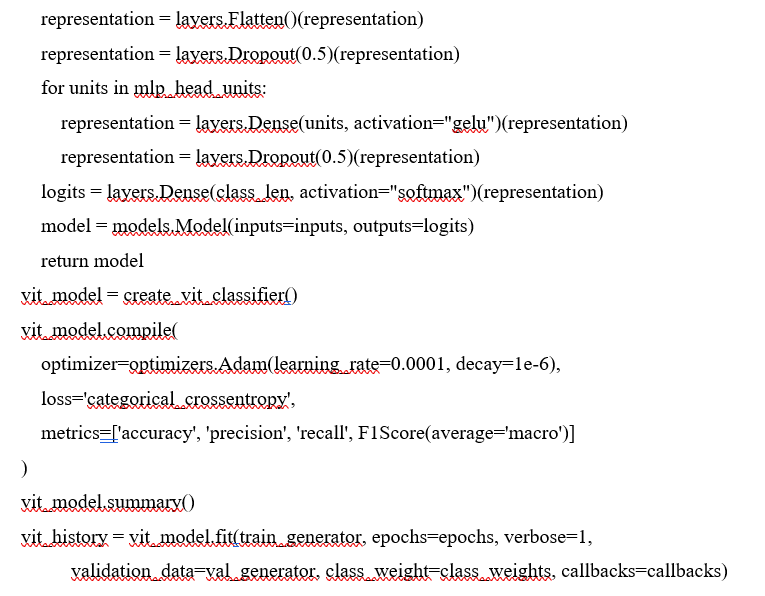 representation = layers.Flatten()(representation)
representation = layers.Dropout(0.5)(representation)
for units in mlp_head_units:
representation = layers.Dense(units, activation="gelu")(representation)
representation = layers.Dropout(0.5)(representation)
logits = layers.Dense(class_len, activation="softmax")(representation)
model = models.Model(inputs=inputs, outputs=logits)
return model
vit_model = create_vit_classifier()
vit_model.compile(
optimizer=optimizers.Adam(learning_rate=0.0001, decay=1e-6),
loss='categorical_crossentropy',
metrics=['accuracy', 'precision', 'recall', F1Score(average='macro')]
)
vit_model.summary()
vit_history = vit_model.fit(train_generator, epochs=epochs, verbose=1,
validation_data=val_generator, class_weight=class_weights, callbacks=callbacks)